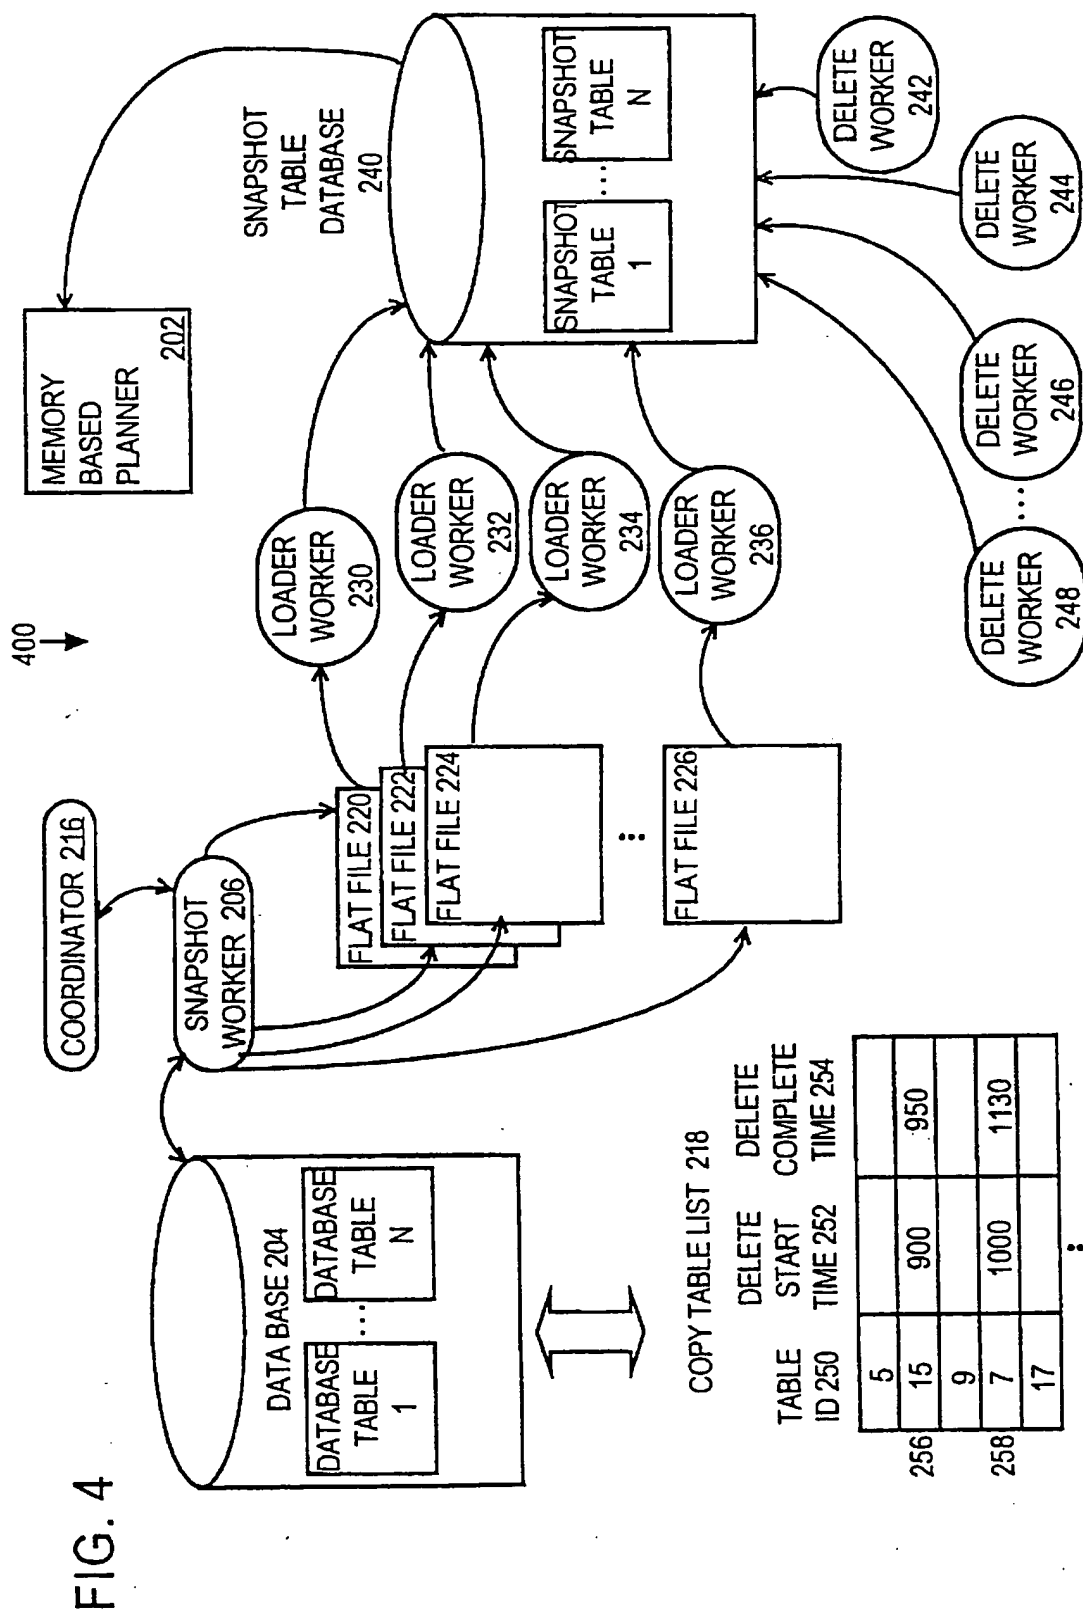 FIG. 4
400
COORDINATOR 216
SNAPSHOT
WORKER 206
MEMORY
BASED
PLANNER
202
DATA BASE 204
DATABASE
TABLE
1
...
DATABASE
TABLE
N
FLAT FILE 220
FLAT FILE 222
FLAT FILE 224
FLAT FILE 226
LOADER
WORKER
230
LOADER
WORKER
232
LOADER
WORKER
234
LOADER
WORKER
236
SNAPSHOT
TABLE
DATABASE
240
SNAPSHOT
TABLE
1
...
SNAPSHOT
TABLE
N
DELETE
WORKER
242
DELETE
WORKER
244
DELETE
WORKER
246
....
DELETE
WORKER
248
COPY TABLE LIST 218
TABLE
ID 250
DELETE
START
TIME 252
DELETE
COMPLETE
TIME 254
5
256 15 900 950
9
258 7 1000 1130
17